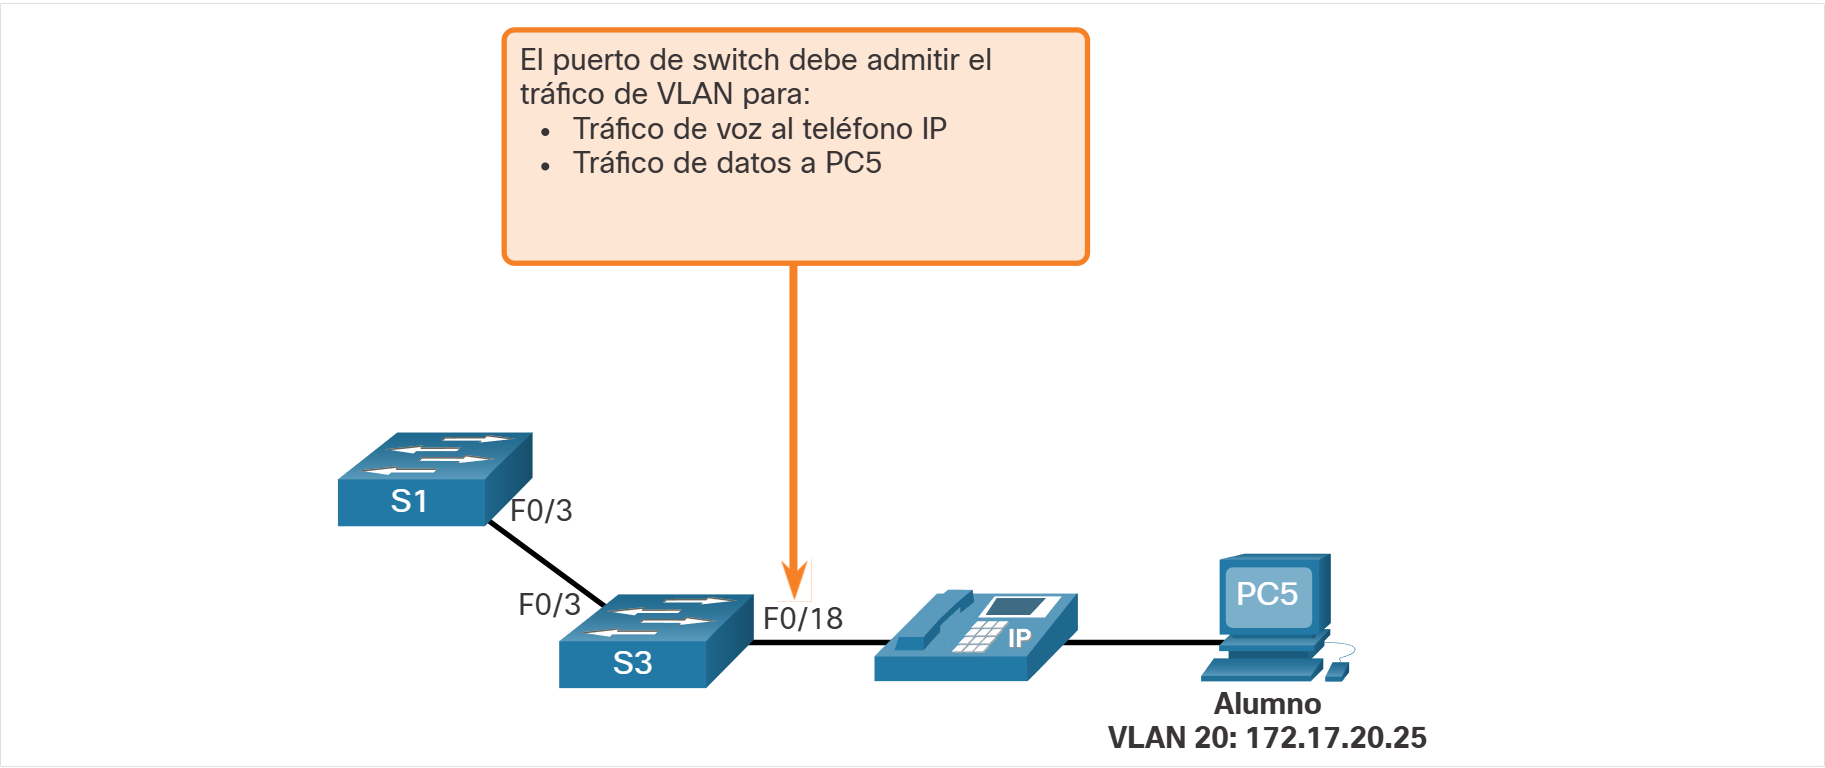 El puerto de switch debe admitir el
tráfico de VLAN para:
• Tráfico de voz al teléfono IP
• Tráfico de datos a PC5
S1
F0/3
F0/3
S3
F0/18
IP
PC5
Alumno
VLAN 20: 172.17.20.25